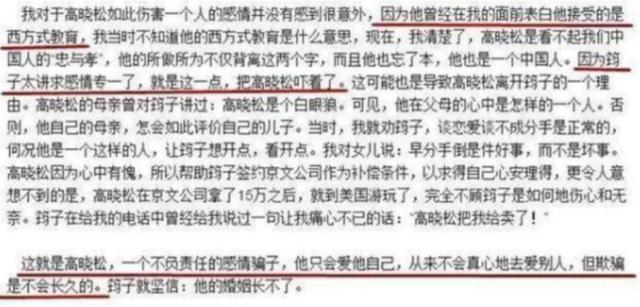 我对于高晓松如此伤害一个人的感情并没有感到很意外，因为他曾经在我的面前表白他接受的是
西方式教育，我当时不知道他的西方式教育是什么意思，现在，我清楚了，高晓松是看不起我们中
国人的“忠与孝”，他的所做所为不仅背离这两个字，而且他也忘了本，他也是一个中国人。因为筠
子太讲求感情专一了，就是这一点，把高晓松吓着了。这可能也是导致高晓松离开筠子的一个理
由。高晓松的母亲曾对筠子讲过：高晓松是个白眼狼。可见，他在父母的心中是怎样的一个人。否
则，他自己的母亲，怎会如此评价自己的儿子。当时，我就劝筠子，谈恋爱谈不成分手是正常的，
何况他是一个这样的人，让筠子想开点，看开点。我对女儿说：早分手倒是件好事，而不是坏事。
高晓松因为心中有愧，所以帮助筠子签约京文公司作为补偿条件，以求得自己心安理得，更令人意
想不到的是，高晓松在京文公司拿了15万之后，就到美国游玩了，完全不顾筠子是如何地伤心和无
奈。筠子在给我的电话中曾经给我说过一句让我痛心不已的话：“高晓松把我给卖了！”
这就是高晓松，一个不负责任的感情骗子，他只会爱他自己，从来不会真心地去爱别人，但欺骗
是不会长久的。筠子就坚信：他的婚姻长不了。